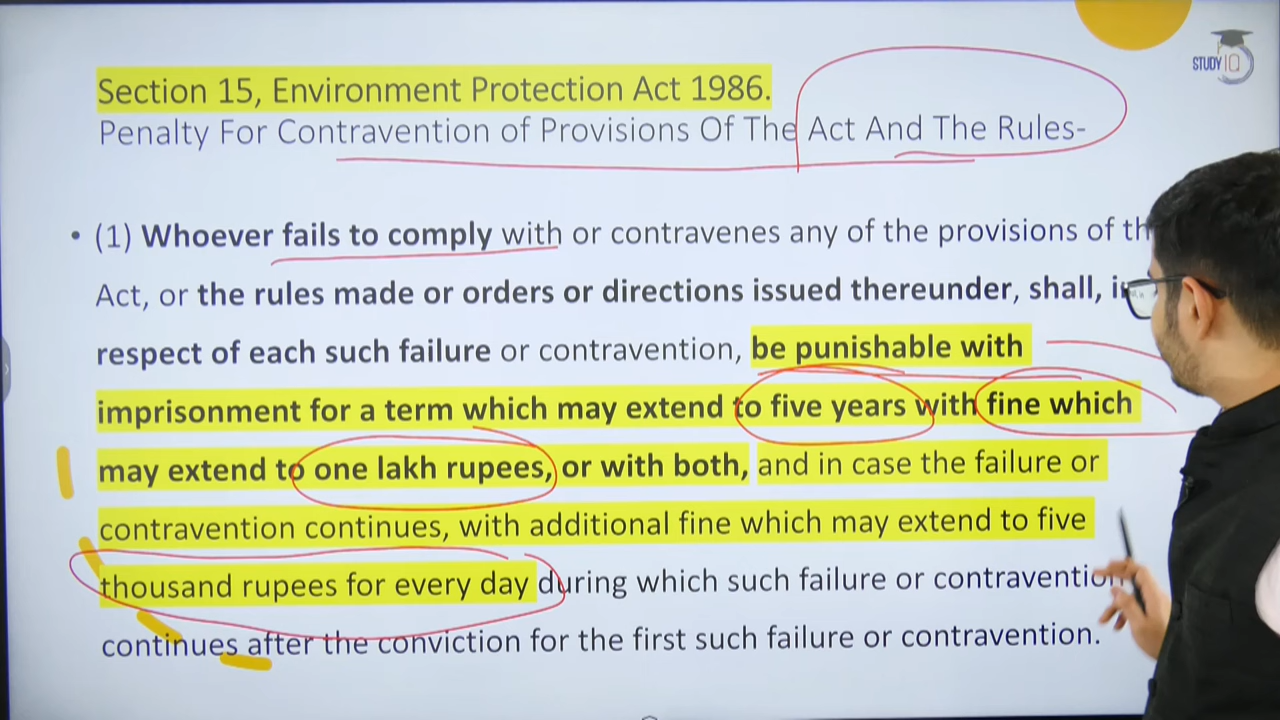 STUDY IQ
Section 15, Environment Protection Act 1986.
Penalty For Contravention of Provisions Of The Act And The Rules-
• (1) Whoever fails to comply with or contravenes any of the provisions of th
Act, or the rules made or orders or directions issued thereunder, shall, in
respect of each such failure or contravention, be punishable with
imprisonment for a term which may extend to five years with fine which
may extend to one lakh rupees, or with both, and in case the failure or
contravention continues, with additional fine which may extend to five
thousand rupees for every day during which such failure or contravention
continues after the conviction for the first such failure or contravention.